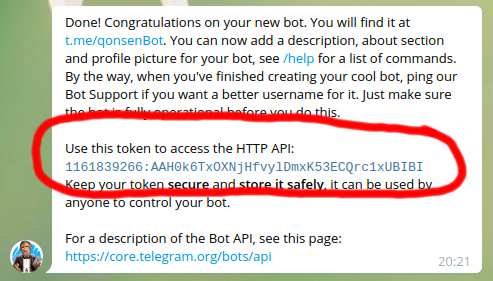 Done! Congratulations on your new bot. You will find it at
t.me/qonsenBot. You can now add a description, about section
and profile picture for your bot, see /help for a list of commands.
By the way, when you've finished creating your cool bot, ping our
Bot Support if you want a better username for it. Just make sure
the bot is fully operational before you do this.
Use this token to access the HTTP API:
1161839266:AAH0k6TxOXNjHfvylDmxK53ECQrc1xUBIBI
Keep your token secure and store it safely, it can be used by
anyone to control your bot.
For a description of the Bot API, see this page:
https://core.telegram.org/bots/api
20:21